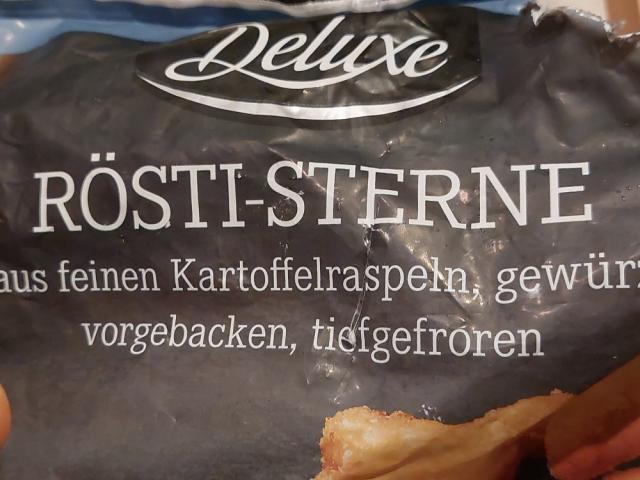 Deluxe
RÖSTI-STERNE
aus feinen Kartoffelraspeln, gewürz
vorgebacken, tiefgefroren